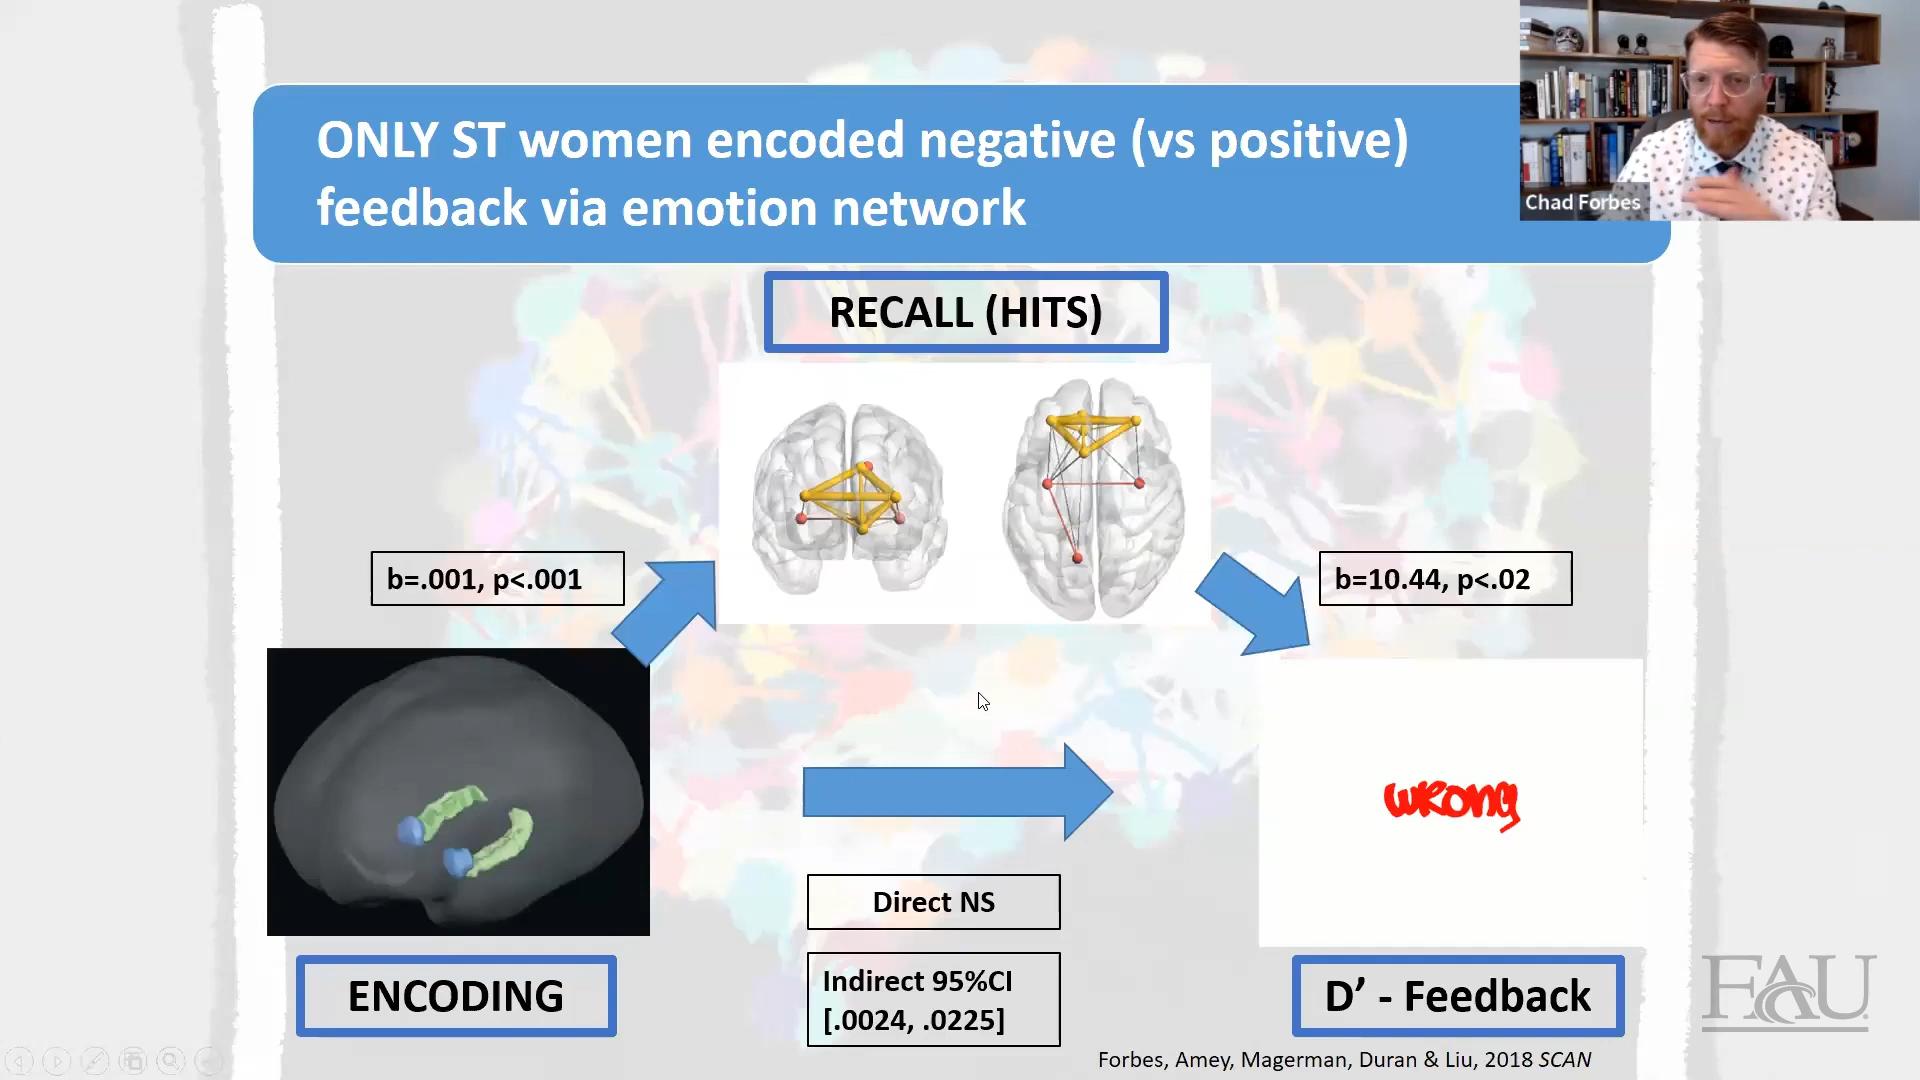 ONLY ST women encoded negative (vs positive)
feedback via emotion network
Chad Forbes
RECALL (HITS)
b=.001, p<.001
b=10.44, p<.02
wrong
Direct NS
Indirect 95%CI
[.0024, .0225]
ENCODING
D’ - Feedback
FAU
Forbes, Amey, Magerman, Duran & Liu, 2018 SCAN